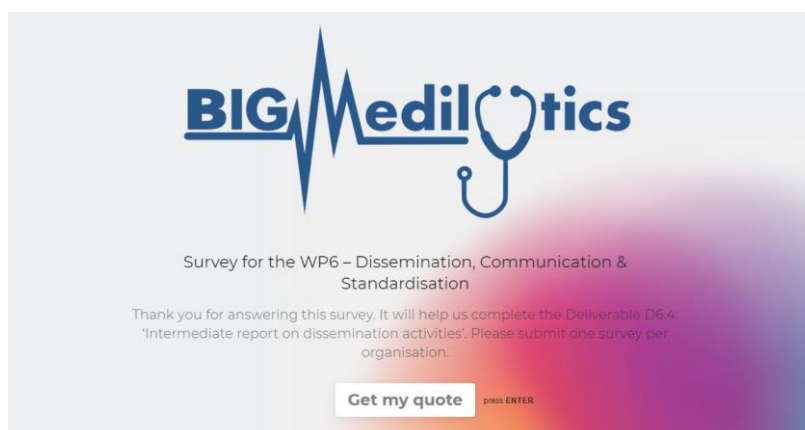 BIGMedilytics
Survey for the WP6 – Dissemination, Communication &
Standardisation
Thank you for answering this survey. It will help us complete the Deliverable D6.4:
'Intermediate report on dissemination activities'. Please submit one survey per
organisation.
Get my quote press ENTER